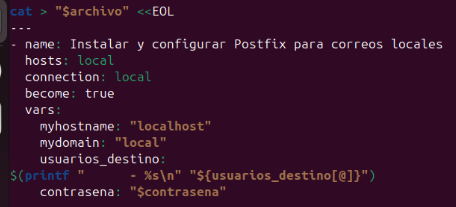 cat > "$archivo" <<EOL
---
- name: Instalar y configurar Postfix para correos locales
  hosts: local
  connection: local
  become: true
  vars:
    myhostname: "localhost"
    mydomain: "local"
    usuarios_destino:
$(printf "      - %s\n" "${usuarios_destino[@]}")
    contrasena: "$contrasena"